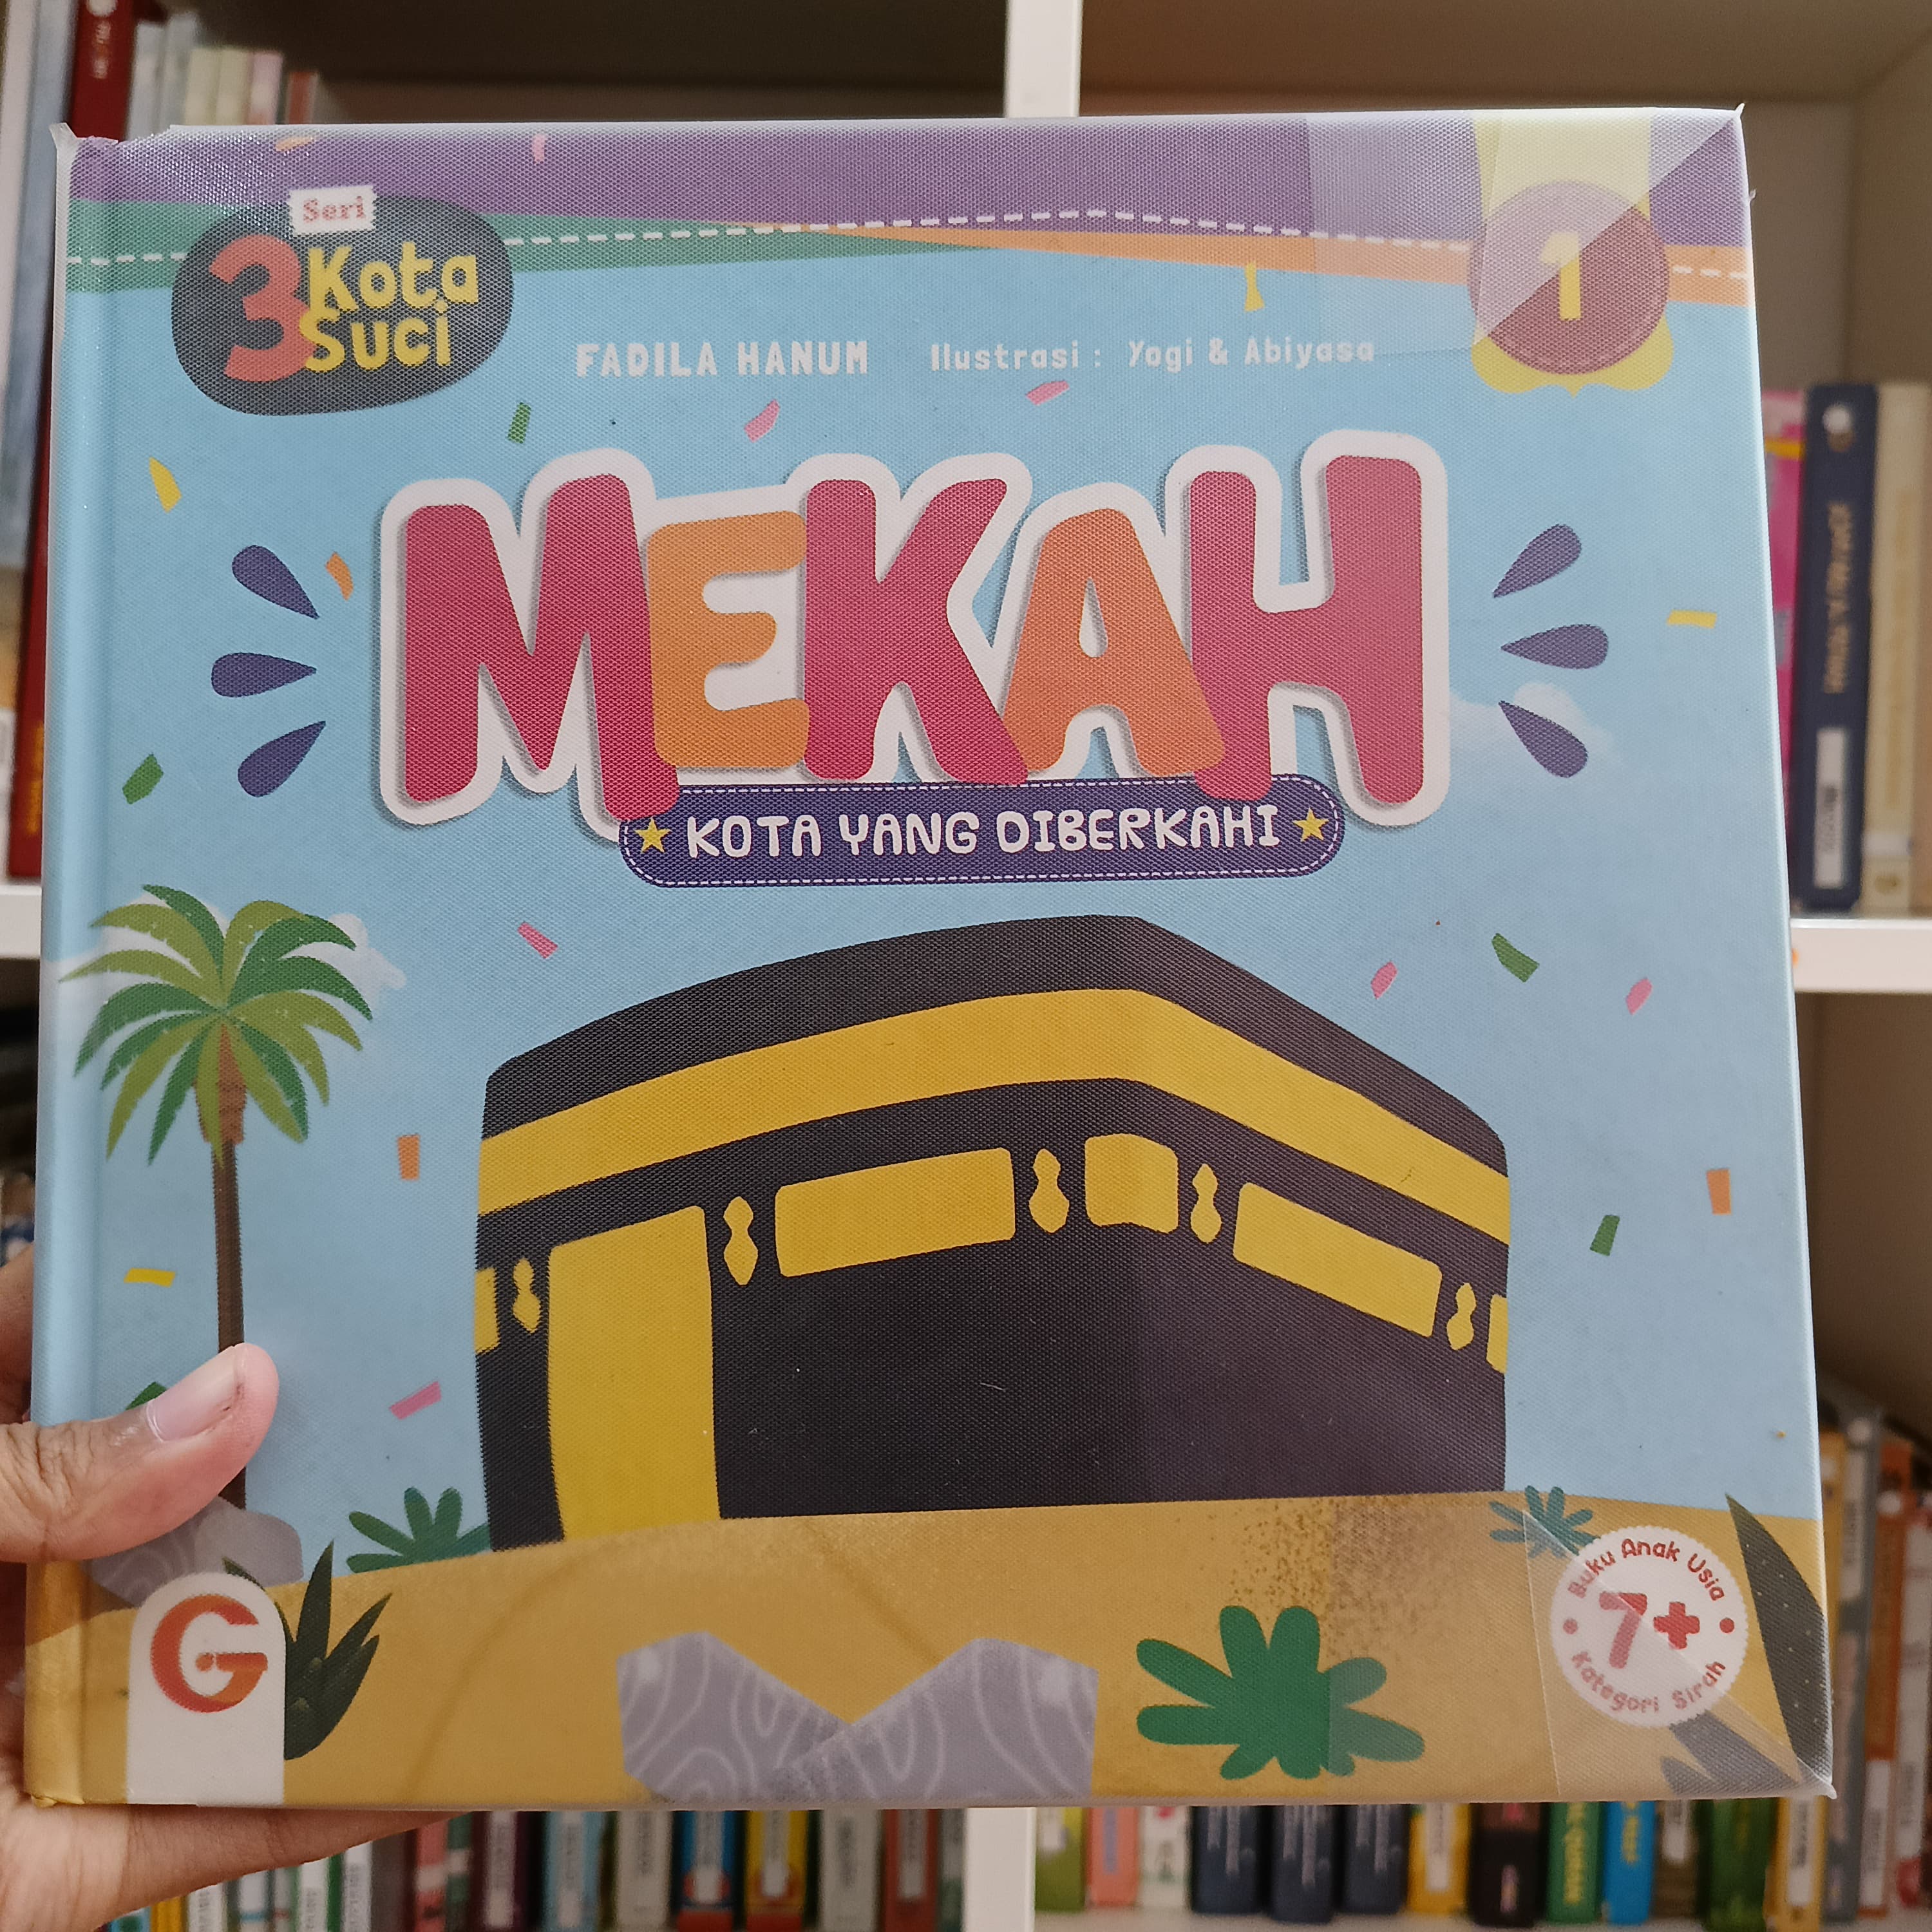 Seri
3 Kota
Suci
1
FADILA HANUM
Ilustrasi : Yogi & Abiyasa
MEKAH
KOTA YANG DIBERKAHI
G
Buku Anak Usia
7+
Kategori Sirah